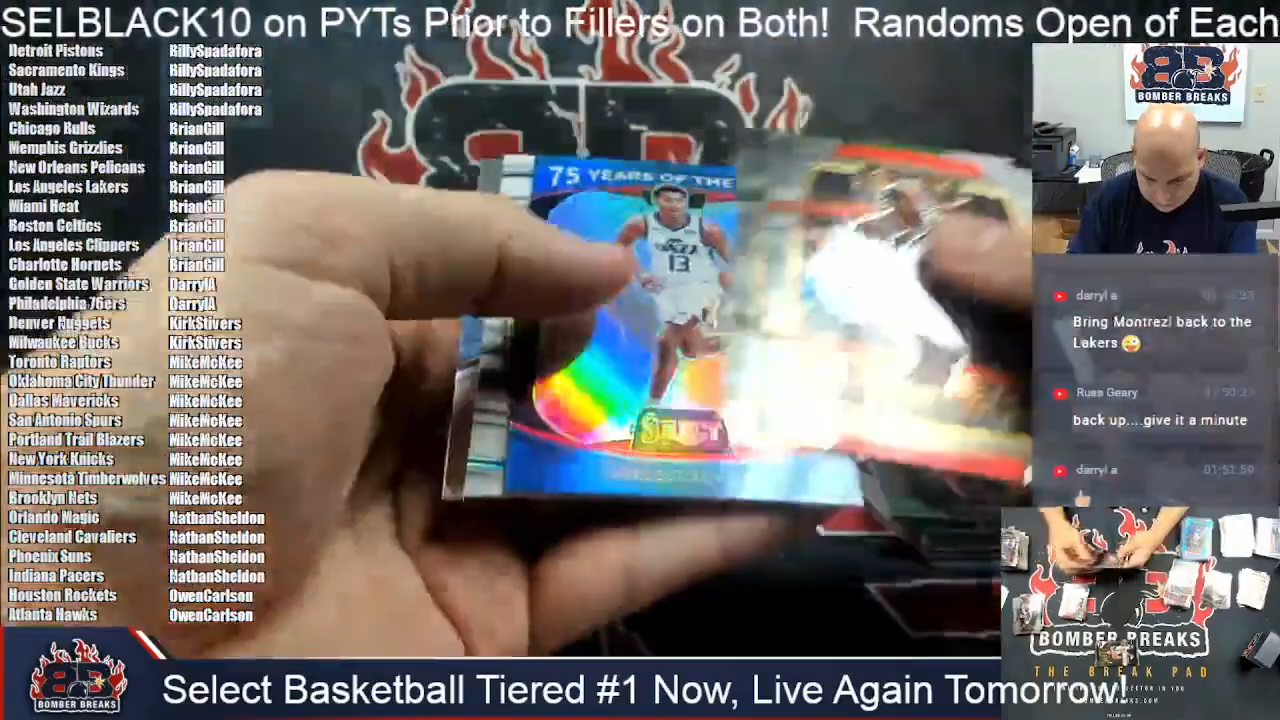 SELBLACK10 on PYTs Prior to Fillers on Both! Randoms Open of Each
Detroit Pistons BillySpadafora
Sacramento Kings BillySpadafora
Utah Jazz BillySpadafora
Washington Wizards BillySpadafora
Chicago Bulls BrianGill
Memphis Grizzlies BrianGill
New Orleans Pelicans BrianGill
Los Angeles Lakers BrianGill
Miami Heat BrianGill
Boston Celtics BrianGill
Los Angeles Clippers BrianGill
Charlotte Hornets BrianGill
Golden State Warriors DarrylA
Philadelphia 76ers DarrylA
Denver Nuggets KirkStivers
Milwaukee Bucks KirkStivers
Toronto Raptors MikeMcKee
Oklahoma City Thunder MikeMcKee
Dallas Mavericks MikeMcKee
San Antonio Spurs MikeMcKee
Portland Trail Blazers MikeMcKee
New York Knicks MikeMcKee
Minnesota Timberwolves MikeMcKee
Brooklyn Nets MikeMcKee
Orlando Magic NathanSheldon
Cleveland Cavaliers NathanSheldon
Phoenix Suns NathanSheldon
Indiana Pacers NathanSheldon
Houston Rockets OwenCarlson
Atlanta Hawks OwenCarlson
75 YEARS OF THE
13
SELECT
BOMBER BREAKS
darryl a
Bring Montrezl back to the
Lakers 😜
Russ Geary
back up....give it a minute
darryl a 01:51:59
BOMBER BREAKS
THE BREAK PAD
BOMBER BREAKS
Select Basketball Tiered #1 Now, Live Again Tomorrow!